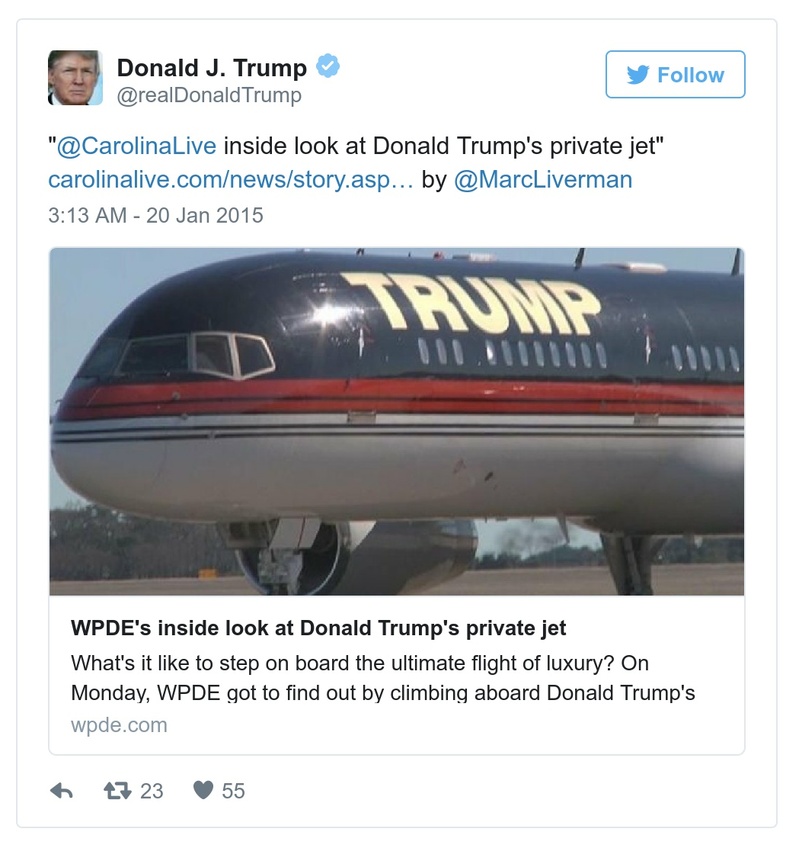 Donald J. Trump
@realDonaldTrump
Follow
"@CarolinaLive inside look at Donald Trump's private jet"
carolinalive.com/news/story.asp… by @MarcLiverman
3:13 AM - 20 Jan 2015
TRUMP
WPDE's inside look at Donald Trump's private jet
What's it like to step on board the ultimate flight of luxury? On
Monday, WPDE got to find out by climbing aboard Donald Trump's
wpde.com
23 55